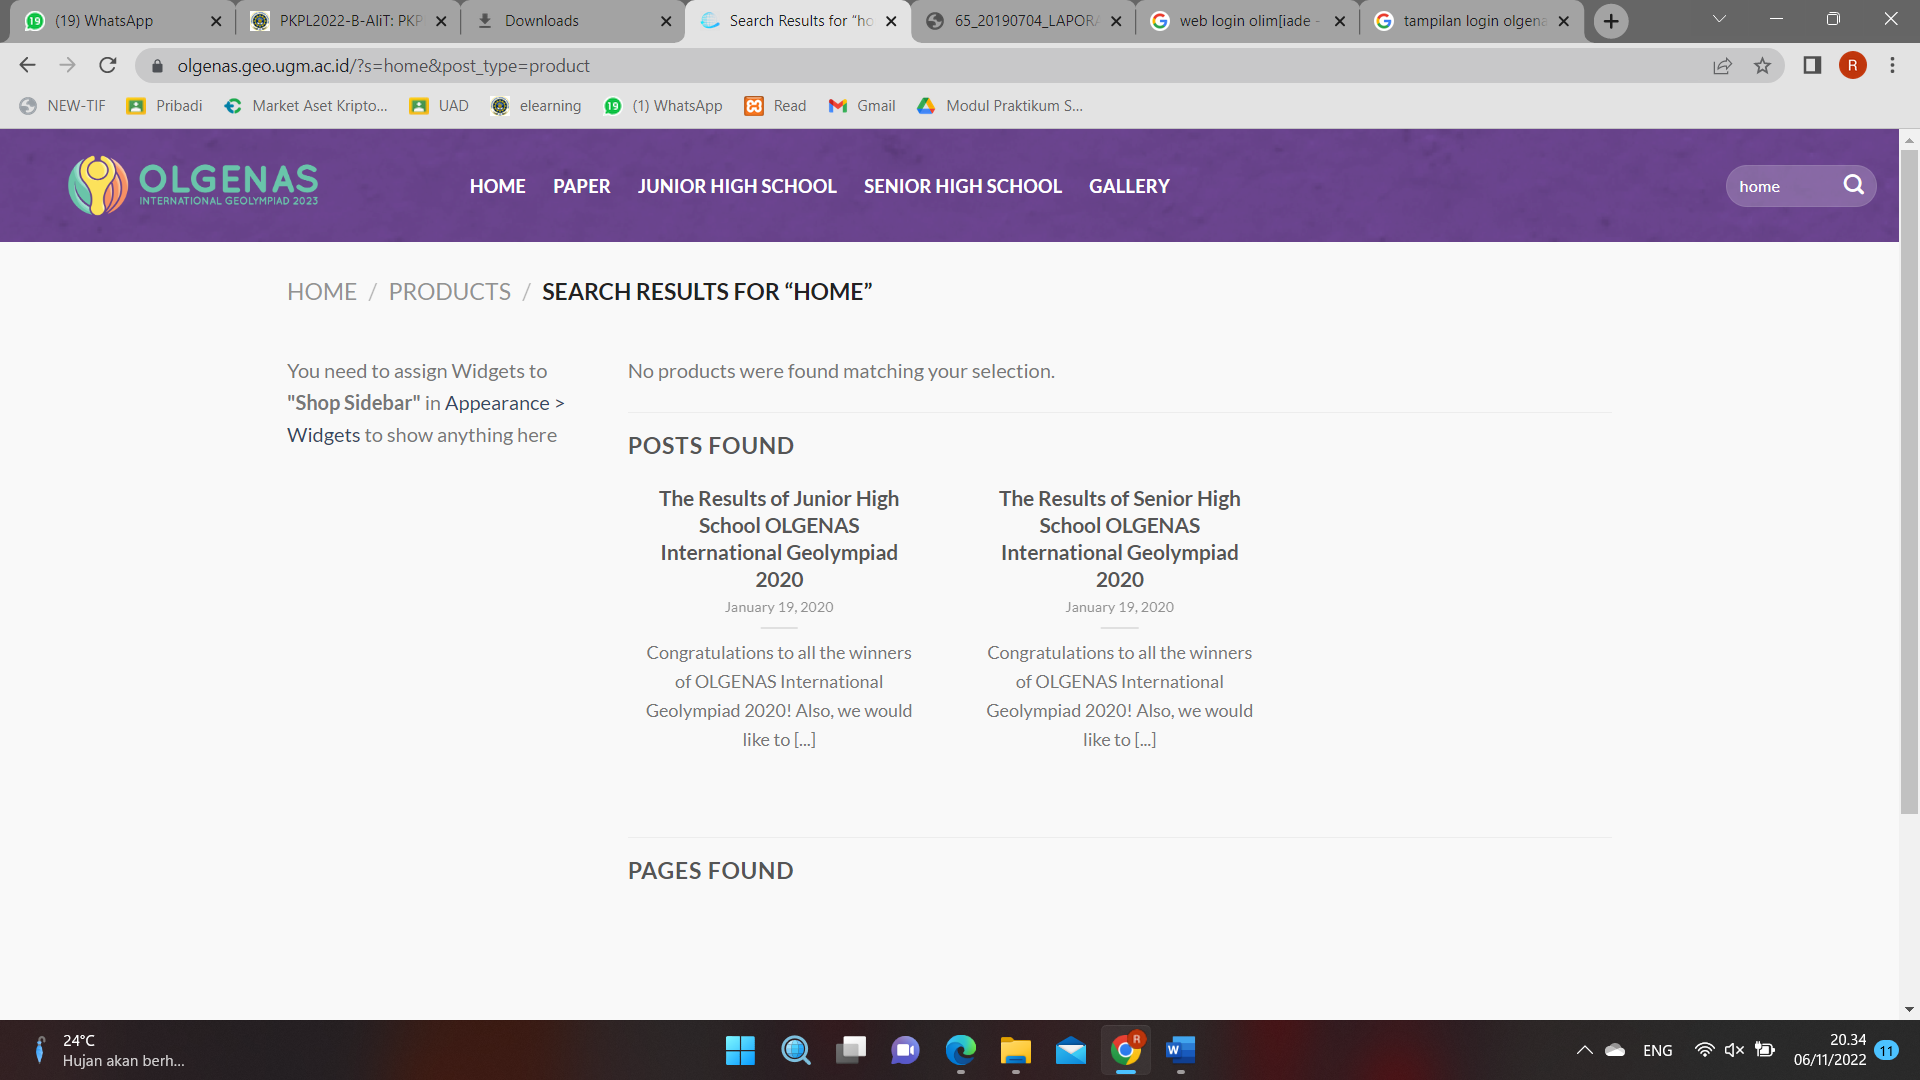 (19) WhatsApp
PKPL2022-B-AliT: PKP
Downloads
Search Results for “ho
65_20190704_LAPORA
web login olim[iade -
tampilan login olgena
olgenas.geo.ugm.ac.id/?s=home&post_type=product
R
NEW-TIF
Pribadi
Market Aset Kripto...
UAD
elearning
(1) WhatsApp
Read
Gmail
Modul Praktikum S...
OLGENAS
INTERNATIONAL GEOLYMPIAD 2023
HOME
PAPER
JUNIOR HIGH SCHOOL
SENIOR HIGH SCHOOL
GALLERY
home
HOME / PRODUCTS / SEARCH RESULTS FOR “HOME”
You need to assign Widgets to
"Shop Sidebar" in Appearance >
Widgets to show anything here
No products were found matching your selection.
POSTS FOUND
The Results of Junior High
School OLGENAS
International Geolympiad
2020
January 19, 2020
Congratulations to all the winners
of OLGENAS International
Geolympiad 2020! Also, we would
like to [...]
The Results of Senior High
School OLGENAS
International Geolympiad
2020
January 19, 2020
Congratulations to all the winners
of OLGENAS International
Geolympiad 2020! Also, we would
like to [...]
PAGES FOUND
24°C
Hujan akan berh...
R
W
ENG
20.34
06/11/2022
11